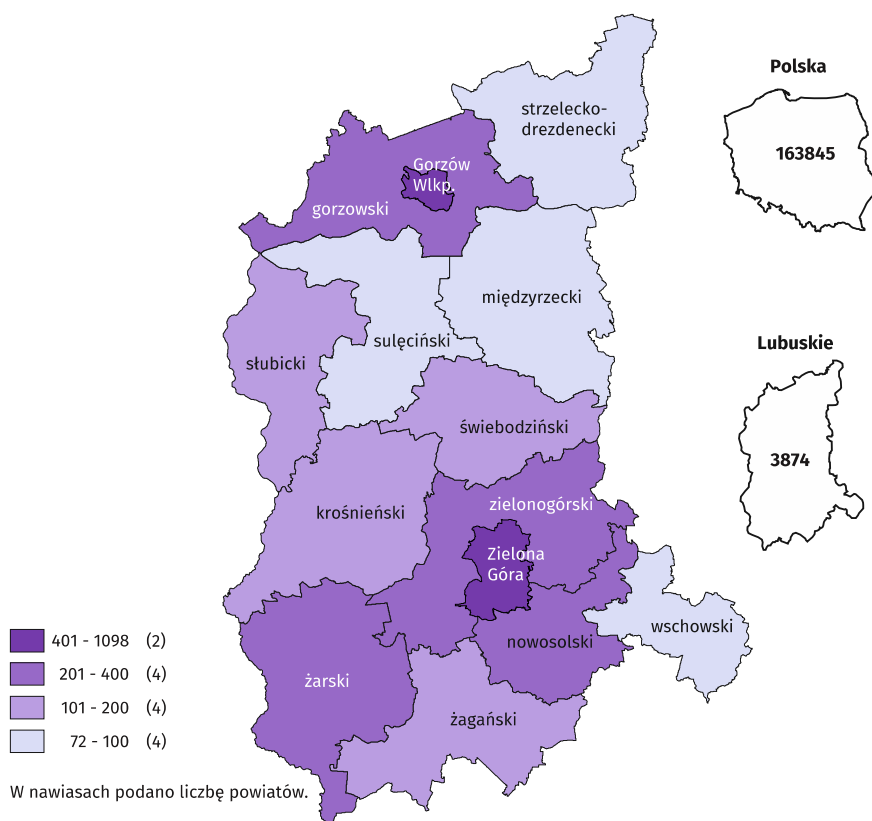 strzelecko-
drezdenecki
Polska
163845
Gorzów
Wlkp.
gorzowski
międzyrzecki
sulęciński
słubicki
Lubuskie
3874
świebodziński
krośnieński
zielonogórski
Zielona
Góra
wschowski
nowosolski
żarski
żagański
401 - 1098 (2)
201 - 400 (4)
101 - 200 (4)
72 - 100 (4)
W nawiasach podano liczbę powiatów.